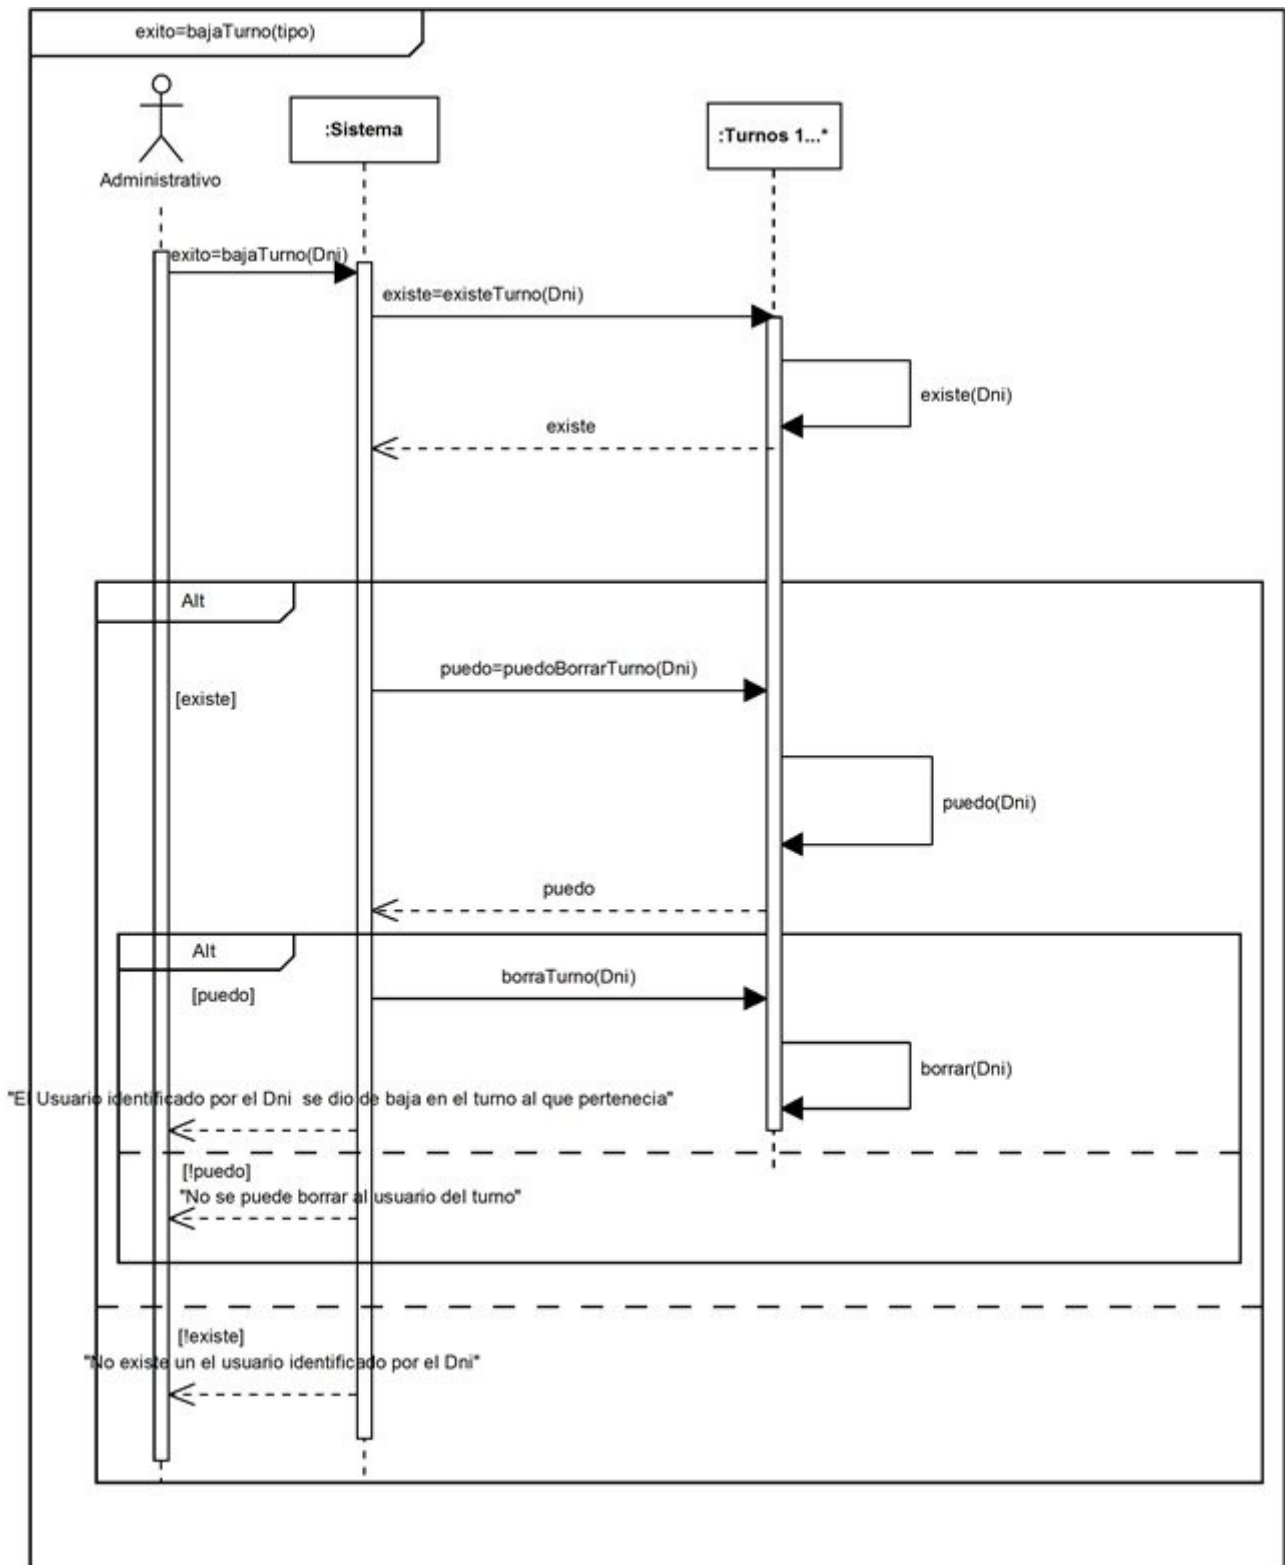 exito=bajaTurno(tipo)
:Sistema
:Turnos 1...*
Administrativo
exito=bajaTurno(Dni)
existe=existeTurno(Dni)
existe(Dni)
existe
Alt
puedo=puedoBorrarTurno(Dni)
[existe]
puedo(Dni)
puedo
Alt
borraTurno(Dni)
[puedo]
borrar(Dni)
"El Usuario identificado por el Dni se dio de baja en el turno al que pertenecia"
[!puedo]
"No se puede borrar al usuario del turno"
[!existe]
"No existe un el usuario identificado por el Dni"